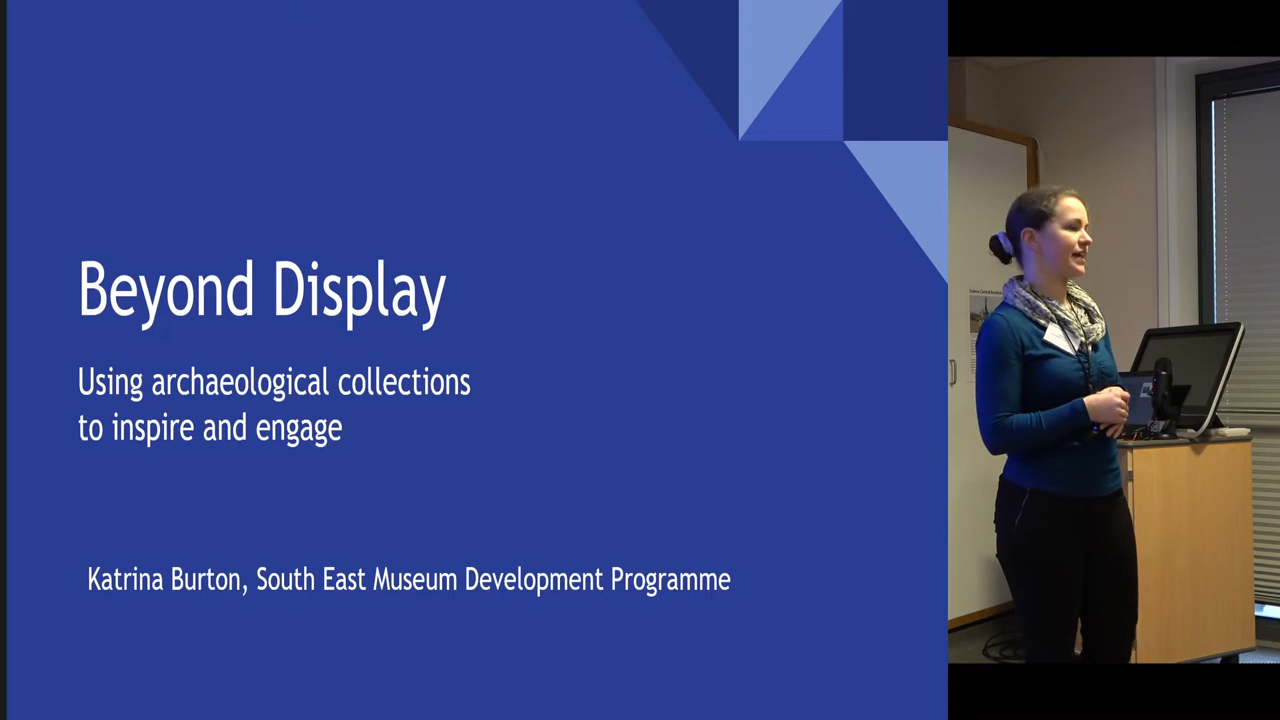 Beyond Display
Using archaeological collections
to inspire and engage
Katrina Burton, South East Museum Development Programme